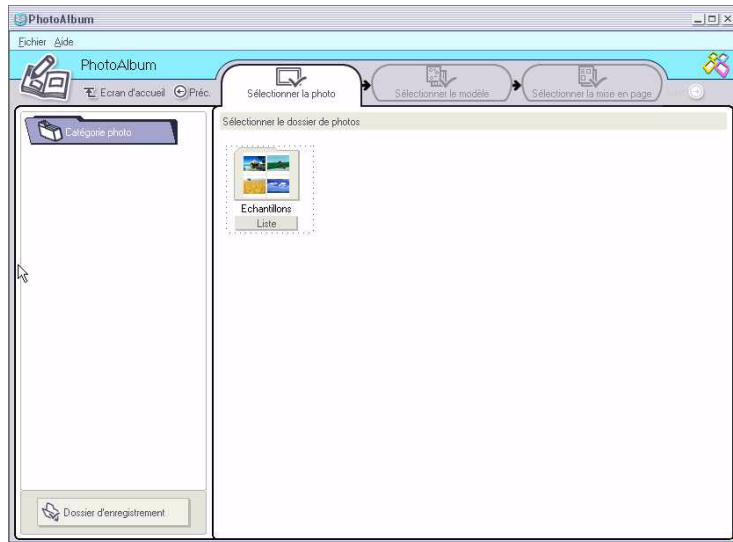 PhotoAlbum
Fichier Aide
PhotoAlbum
Ecran d'accueil Préc.
Sélectionner la photo
Sélectionner le modèle
Sélectionner la mise en page
Catégorie photo
Sélectionner le dossier de photos
Echantillons
Liste
Dossier d'enregistrement